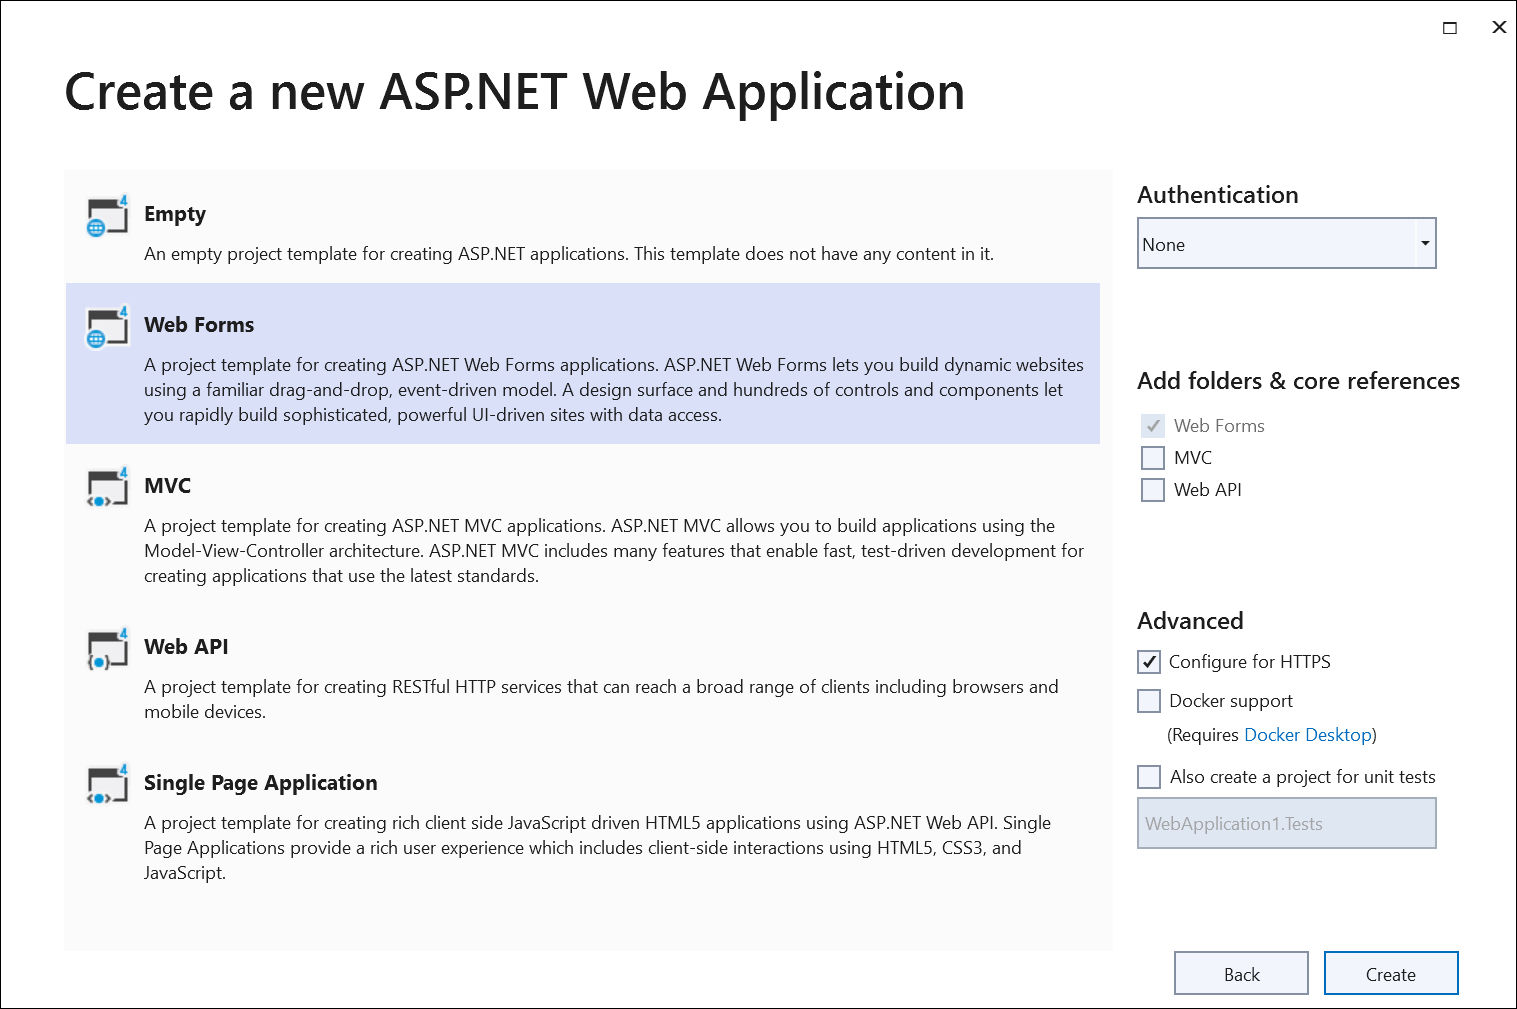 Create a new ASP.NET Web Application
4
Empty
An empty project template for creating ASP.NET applications. This template does not have any content in it.
4
Web Forms
A project template for creating ASP.NET Web Forms applications. ASP.NET Web Forms lets you build dynamic websites
using a familiar drag-and-drop, event-driven model. A design surface and hundreds of controls and components let
you rapidly build sophisticated, powerful UI-driven sites with data access.
4
MVC
A project template for creating ASP.NET MVC applications. ASP.NET MVC allows you to build applications using the
Model-View-Controller architecture. ASP.NET MVC includes many features that enable fast, test-driven development for
creating applications that use the latest standards.
4
Web API
A project template for creating RESTful HTTP services that can reach a broad range of clients including browsers and
mobile devices.
4
Single Page Application
A project template for creating rich client side JavaScript driven HTML5 applications using ASP.NET Web API. Single
Page Applications provide a rich user experience which includes client-side interactions using HTML5, CSS3, and
JavaScript.
Authentication
None
Add folders & core references
Web Forms
MVC
Web API
Advanced
Configure for HTTPS
Docker support
(Requires Docker Desktop)
Also create a project for unit tests
WebApplication1.Tests
Back
Create